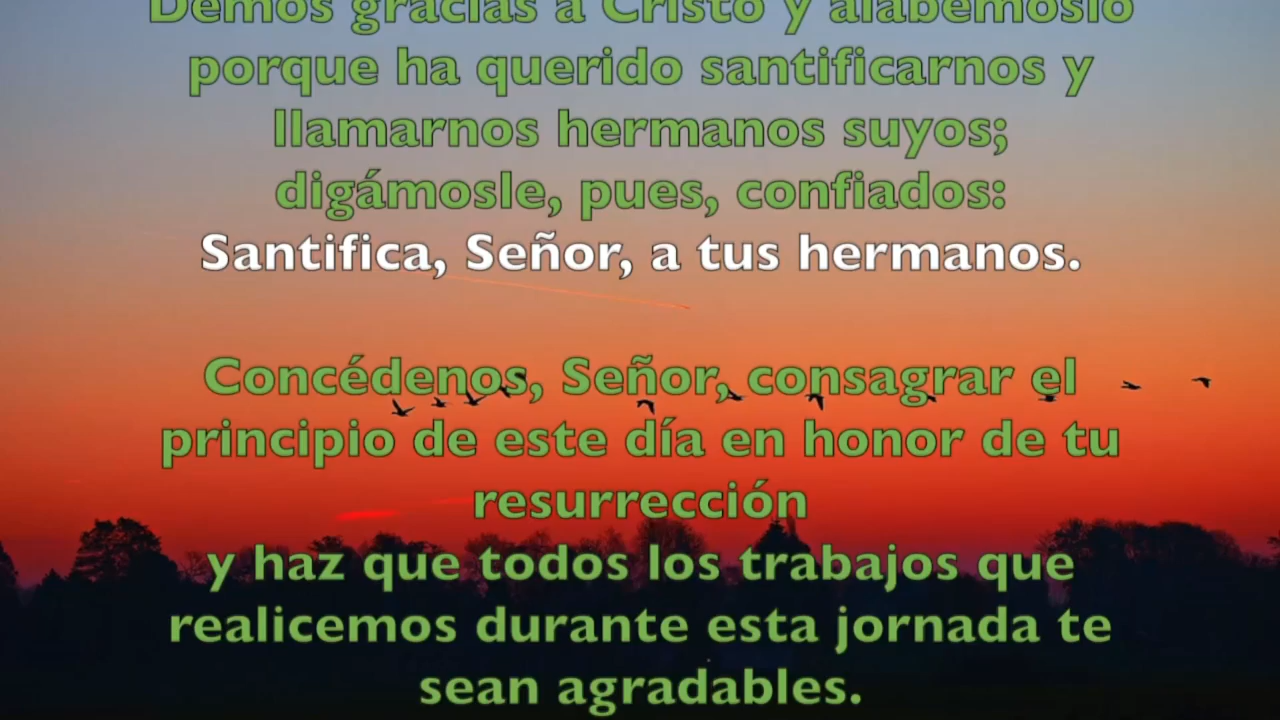 Demos gracias a Cristo y alabémoslo
porque ha querido santificarnos y
llamarnos hermanos suyos;
digámosle, pues, confiados:
Santifica, Señor, a tus hermanos.
Concédenos, Señor, consagrar el
principio de este día en honor de tu
resurrección
y haz que todos los trabajos que
realicemos durante esta jornada te
sean agradables.